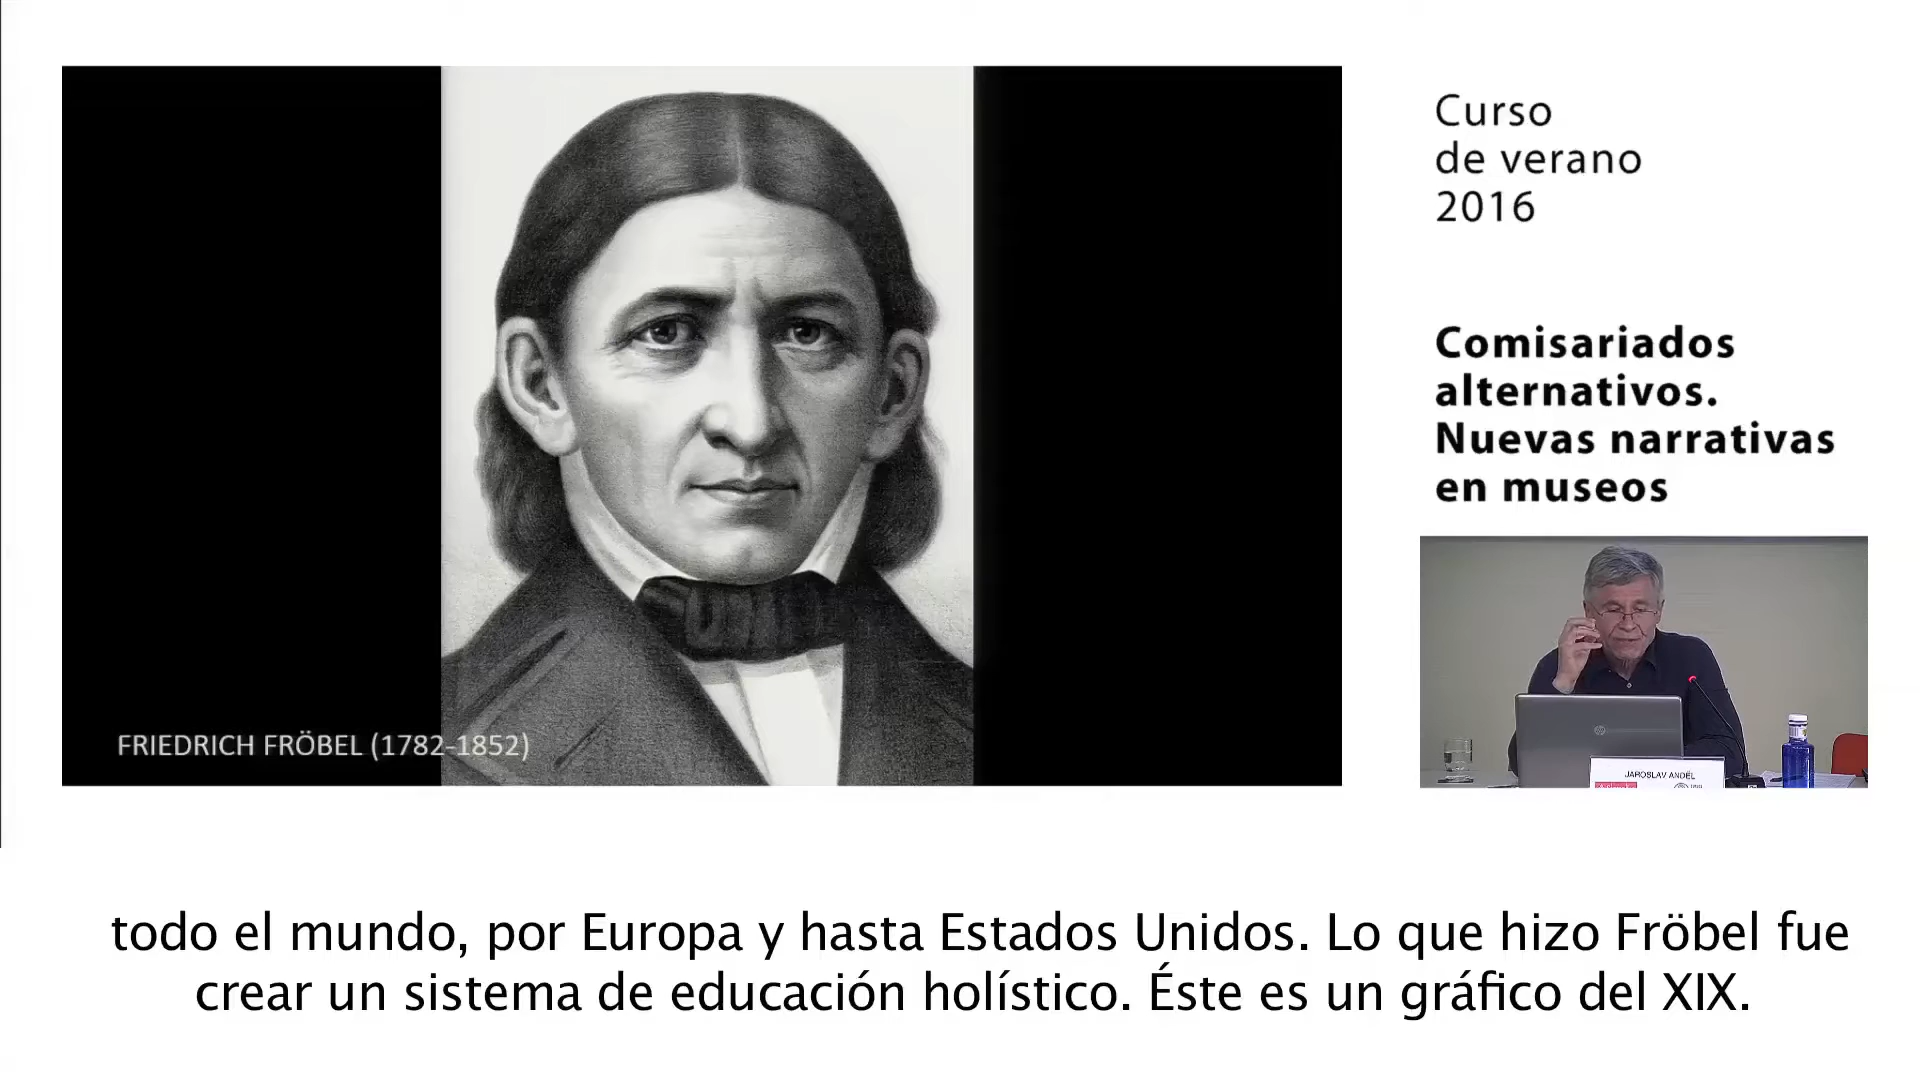 Curso
de verano
2016
Comisariados
alternativos.
Nuevas narrativas
en museos
FRIEDRICH FRÖBEL (1782-1852)
JAROSLAV ANDĚL
todo el mundo, por Europa y hasta Estados Unidos. Lo que hizo Fröbel fue
crear un sistema de educación holístico. Éste es un gráfico del XIX.